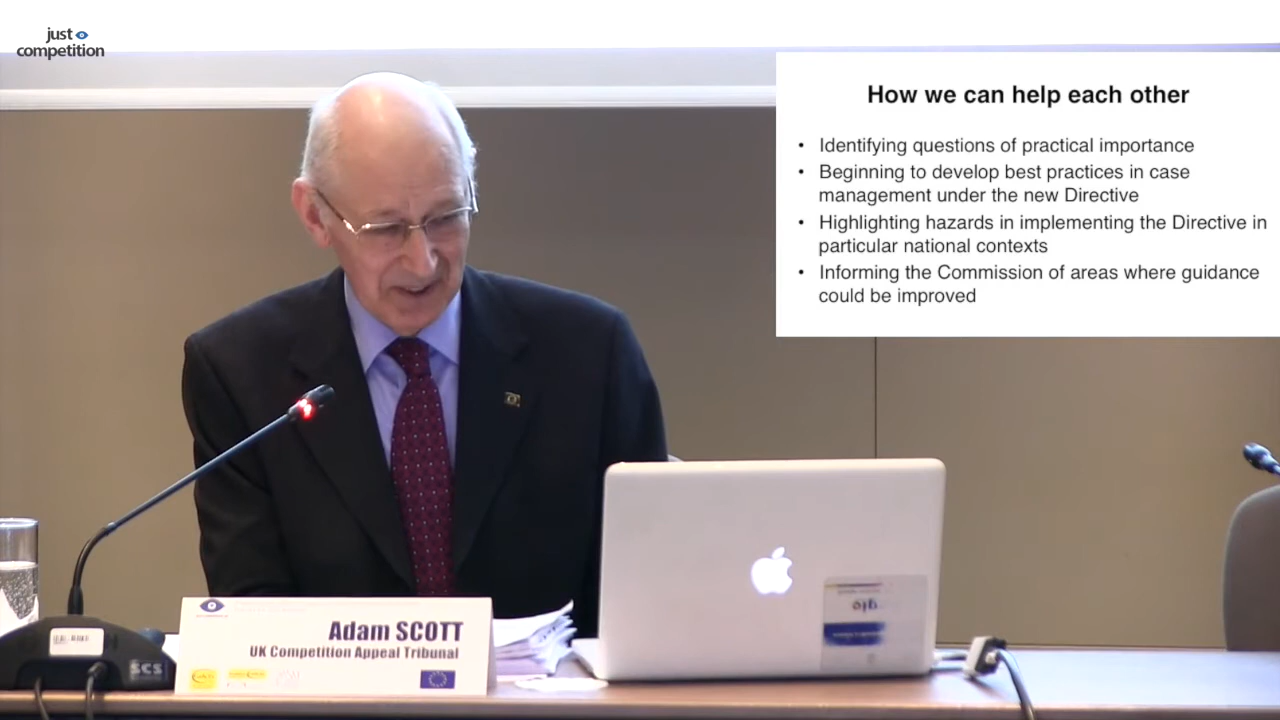 just
competition
How we can help each other
• Identifying questions of practical importance
• Beginning to develop best practices in case
management under the new Directive
• Highlighting hazards in implementing the Directive in
particular national contexts
• Informing the Commission of areas where guidance
could be improved
Adam SCOTT
UK Competition Appeal Tribunal
SCS